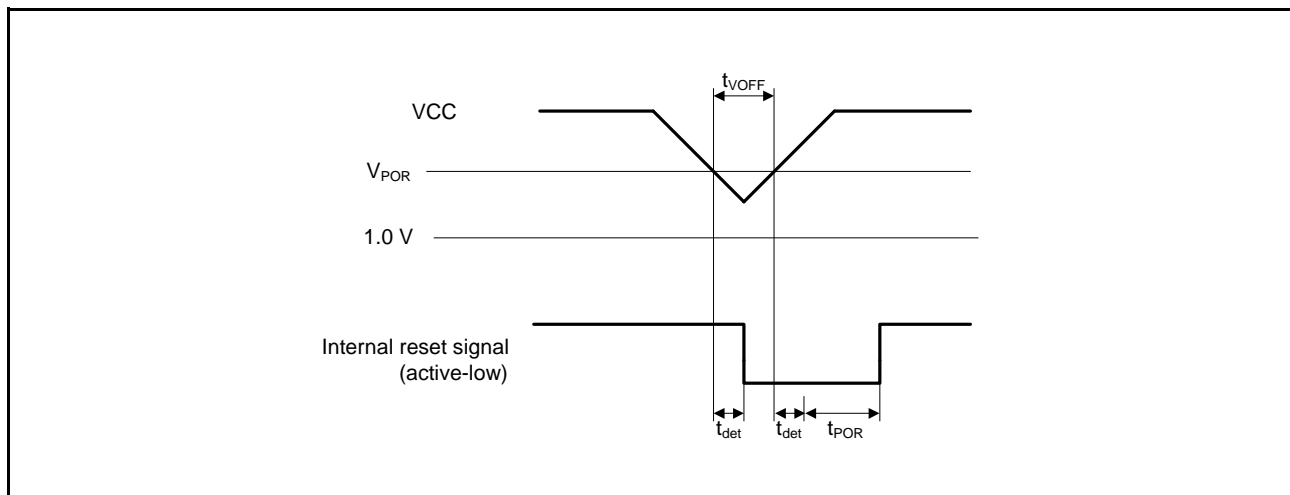 tVOFF
VCC
VPOR
1.0 V
Internal reset signal
(active-low)
tdet
tdet
tPOR